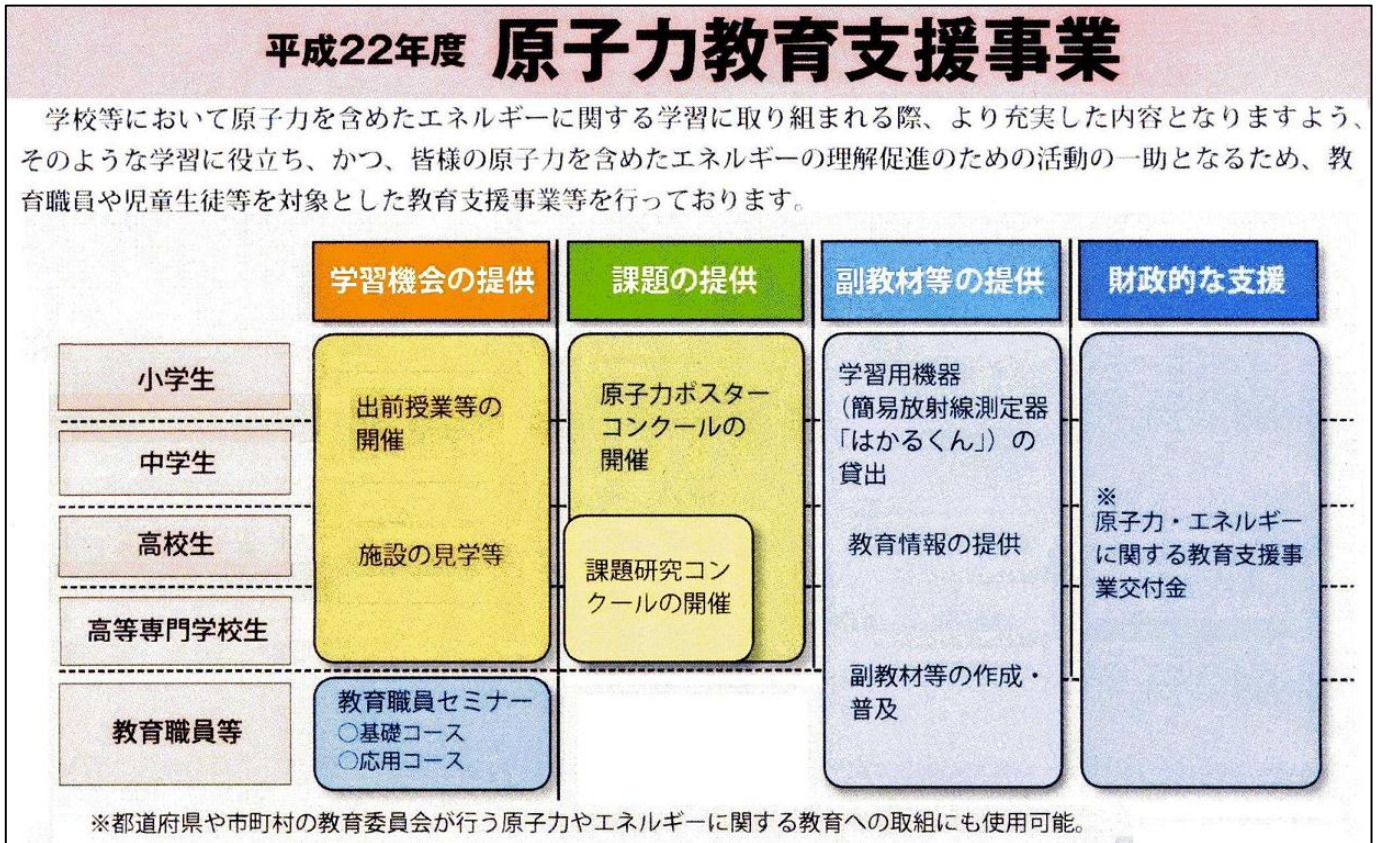 平成22年度 原子力教育支援事業
学校等において原子力を含めたエネルギーに関する学習に取り組まれる際、より充実した内容となりますよう、
そのような学習に役立ち、かつ、皆様の原子力を含めたエネルギーの理解促進のための活動の一助となるため、教
育職員や児童生徒等を対象とした教育支援事業等を行っております。
学習機会の提供
課題の提供
副教材等の提供
財政的な支援
小学生
中学生
高校生
高等専門学校生
教育職員等
出前授業等の
開催
施設の見学等
教育職員セミナー
○基礎コース
○応用コース
原子力ポスター
コンクールの
開催
課題研究コン
クールの開催
学習用機器
(簡易放射線測定器
「はかるくん」)の
貸出
教育情報の提供
副教材等の作成・
普及
※
原子力・エネルギー
に関する教育支援事
業交付金
※都道府県や市町村の教育委員会が行う原子力やエネルギーに関する教育への取組にも使用可能。